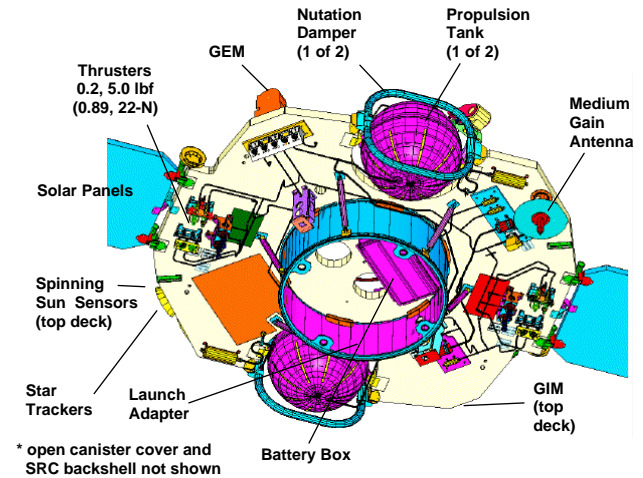 Nutation
Damper
(1 of 2)
Propulsion
Tank
(1 of 2)
GEM
Thrusters
0.2, 5.0 lbf
(0.89, 22-N)
Medium
Gain
Antenna
Solar Panels
Spinning
Sun Sensors
(top deck)
Star
Trackers
Launch
Adapter
Battery Box
GIM
(top
deck)
* open canister cover and
SRC backshell not shown